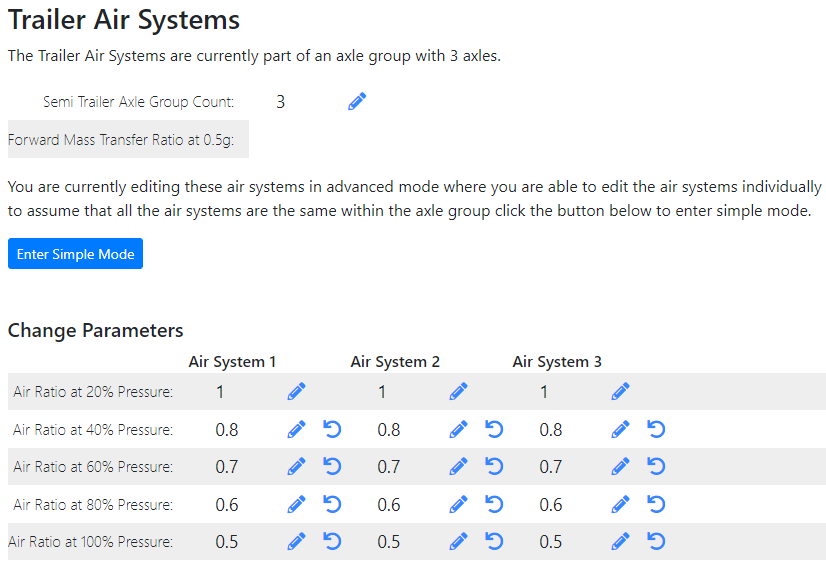 Trailer Air Systems
The Trailer Air Systems are currently part of an axle group with 3 axles.
Semi Trailer Axle Group Count: 3
Forward Mass Transfer Ratio at 0.5g:
You are currently editing these air systems in advanced mode where you are able to edit the air systems individually
to assume that all the air systems are the same within the axle group click the button below to enter simple mode.
Enter Simple Mode
Change Parameters
Air System 1 Air System 2 Air System 3
Air Ratio at 20% Pressure: 1 1 1
Air Ratio at 40% Pressure: 0.8 0.8 0.8
Air Ratio at 60% Pressure: 0.7 0.7 0.7
Air Ratio at 80% Pressure: 0.6 0.6 0.6
Air Ratio at 100% Pressure: 0.5 0.5 0.5